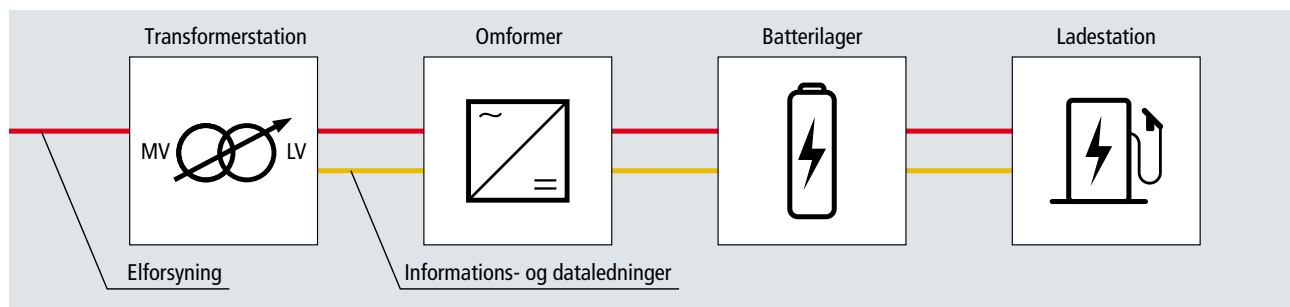 Transformerstation
Omformer
Batterilager
Ladestation
MV
LV
Elforsyning
Informations- og dataledninger